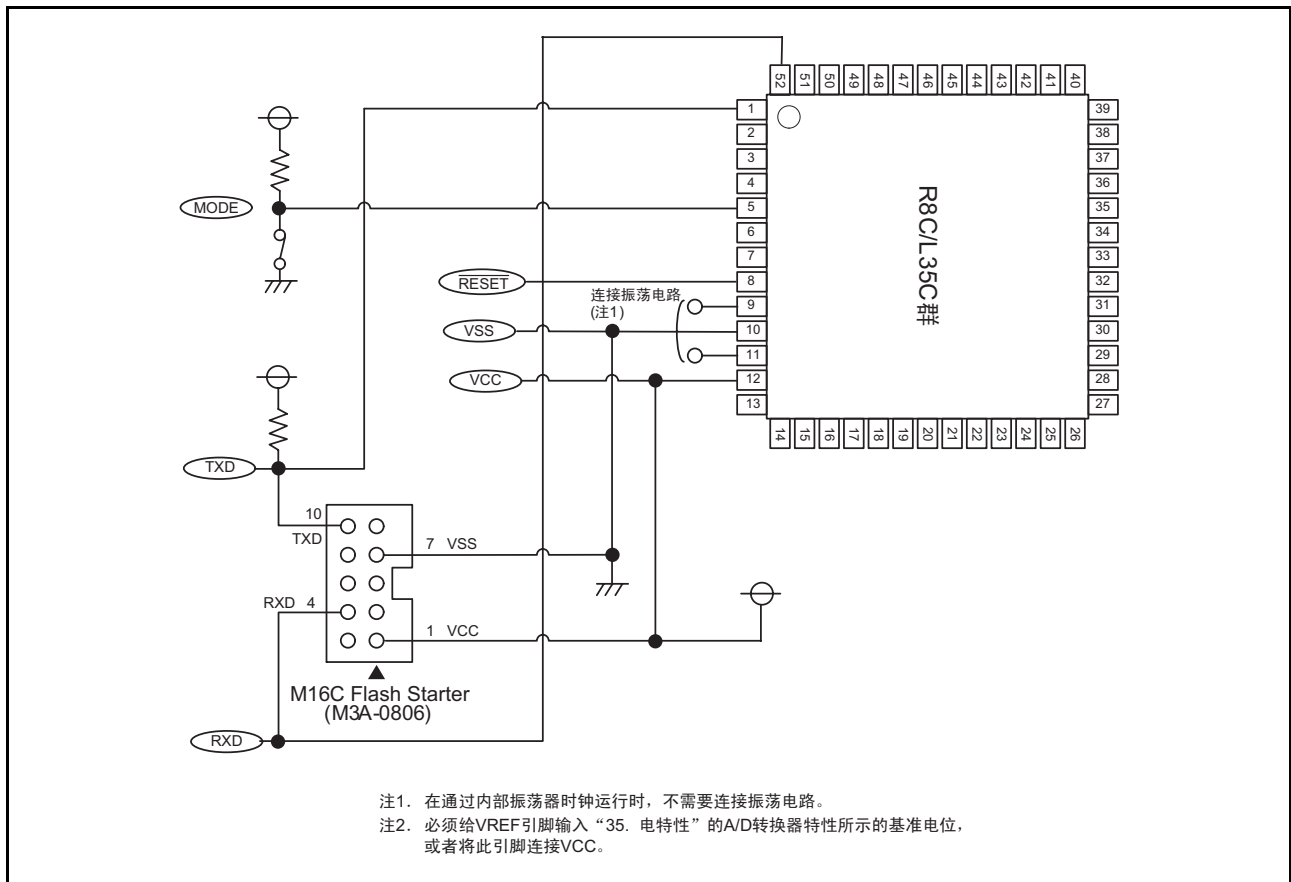 52 51 50 49 48 47 46 45 44 43 42 41 40
1 39
2 38
3 37
4 36
MODE 5 35
6 34
7 33
RESET 8 32
连接振荡电路
(注1)
9 31
VSS 10 30
11 29
VCC 12 28
13 27
R8C/L35C群
14 15 16 17 18 19 20 21 22 23 24 25 26
TXD
10
TXD
7 VSS
RXD 4
1 VCC
M16C Flash Starter
(M3A-0806)
RXD
注1. 在通过内部振荡器时钟运行时，不需要连接振荡电路。
注2. 必须给VREF引脚输入“35. 电特性”的A/D转换器特性所示的基准电位，
或者将此引脚连接VCC。